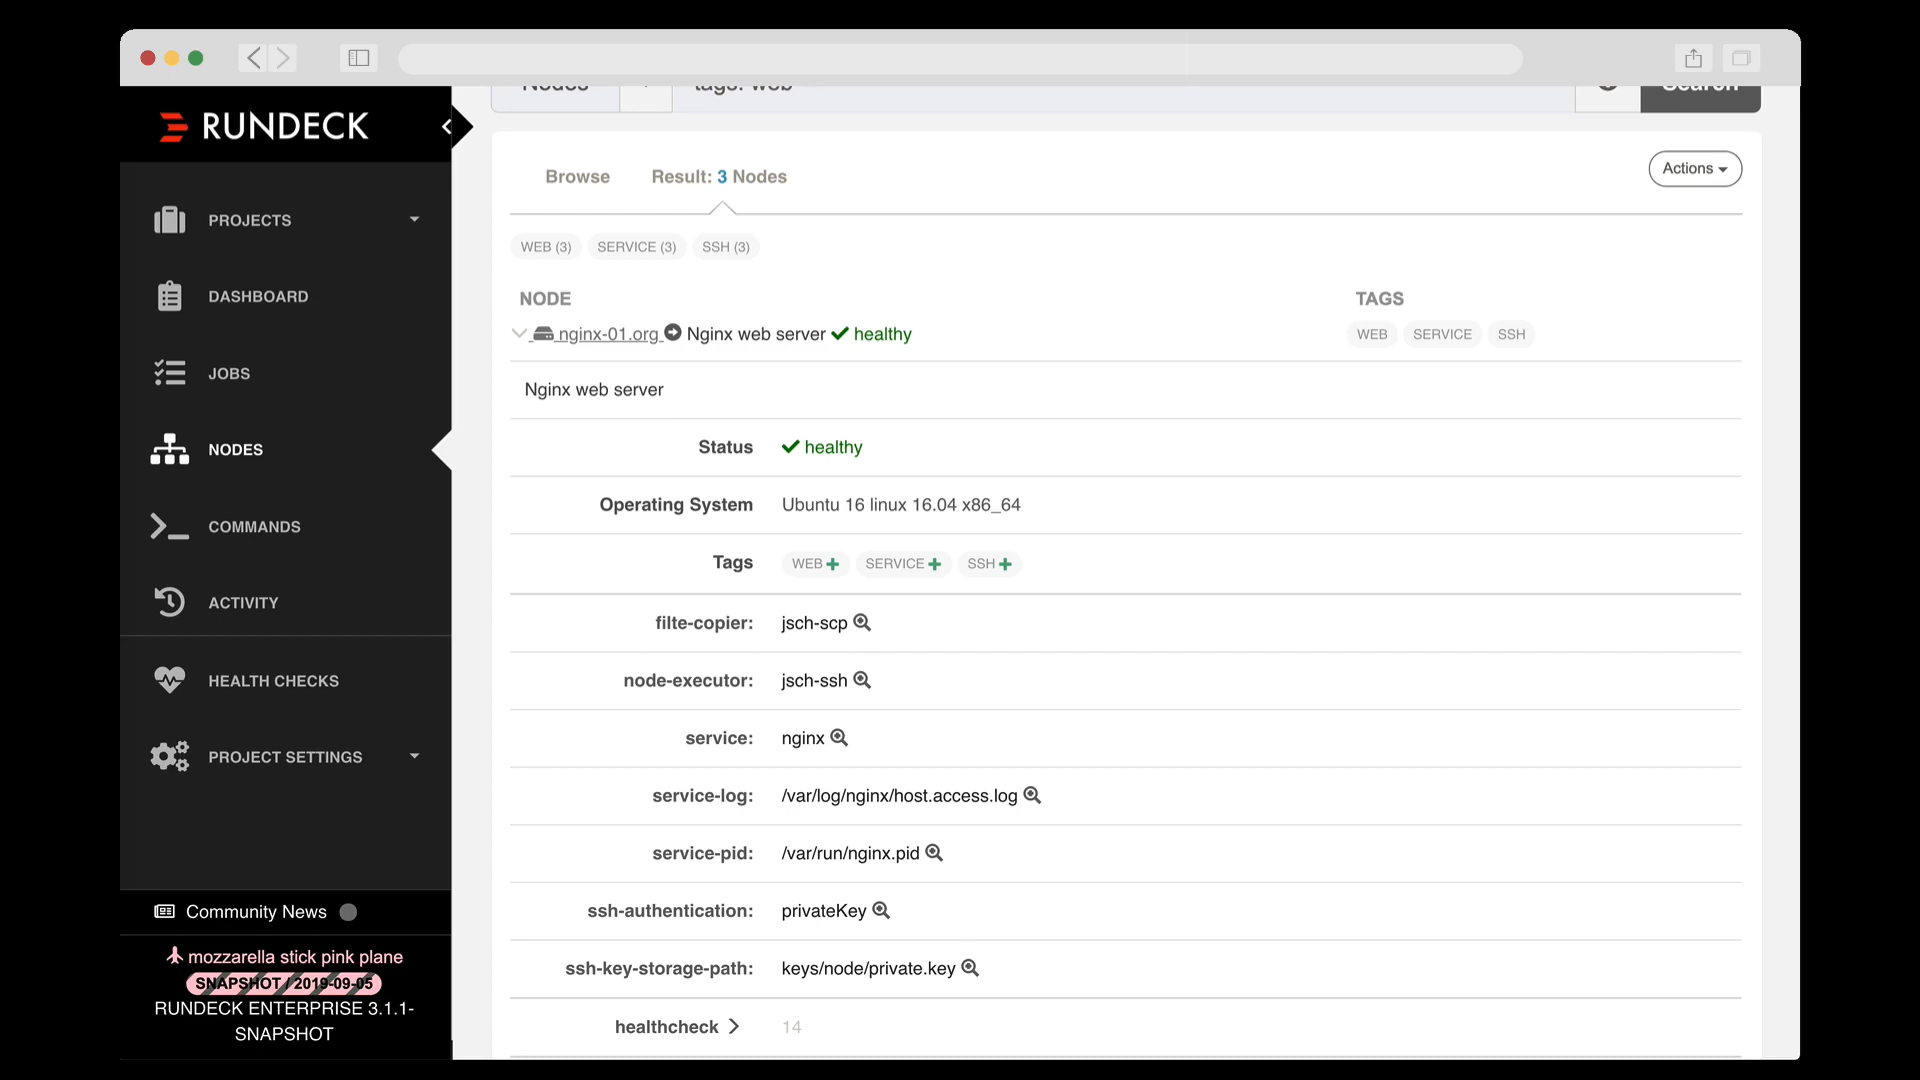 Nodes tags: web Search
RUNDECK
Browse Result: 3 Nodes Actions
PROJECTS
DASHBOARD
JOBS
NODES
COMMANDS
ACTIVITY
HEALTH CHECKS
PROJECT SETTINGS
Community News
mozzarella stick pink plane
SNAPSHOT / 2019-09-05
RUNDECK ENTERPRISE 3.1.1-
SNAPSHOT
WEB (3) SERVICE (3) SSH (3)
NODE TAGS
nginx-01.org Nginx web server healthy WEB SERVICE SSH
Nginx web server
Status healthy
Operating System Ubuntu 16 linux 16.04 x86_64
Tags WEB SERVICE SSH
filte-copier: jsch-scp
node-executor: jsch-ssh
service: nginx
service-log: /var/log/nginx/host.access.log
service-pid: /var/run/nginx.pid
ssh-authentication: privateKey
ssh-key-storage-path: keys/node/private.key
healthcheck 14